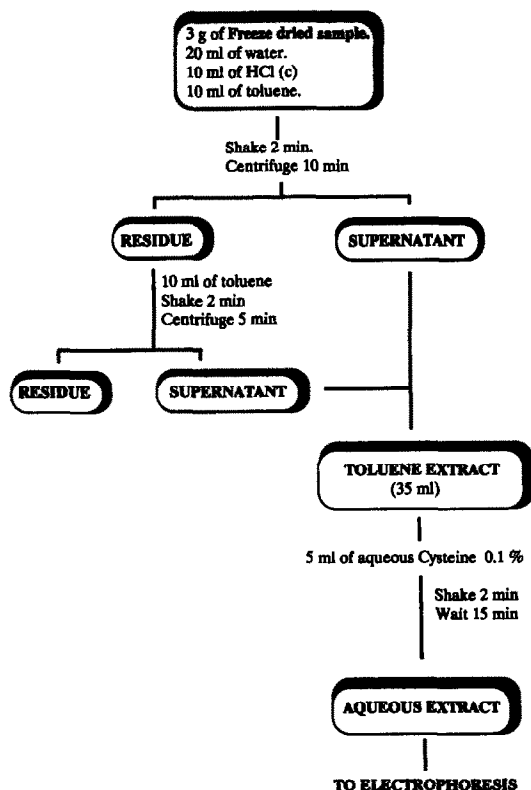 3 g of Freeze dried sample.
20 ml of water.
10 ml of HCl (c)
10 ml of toluene.
Shake 2 min.
Centrifuge 10 min
RESIDUE
SUPERNATANT
10 ml of toluene
Shake 2 min
Centrifuge 5 min
RESIDUE
SUPERNATANT
TOLUENE EXTRACT
(35 ml)
5 ml of aqueous Cysteine 0.1 %
Shake 2 min
Wait 15 min
AQUEOUS EXTRACT
TO ELECTROPHORESIS